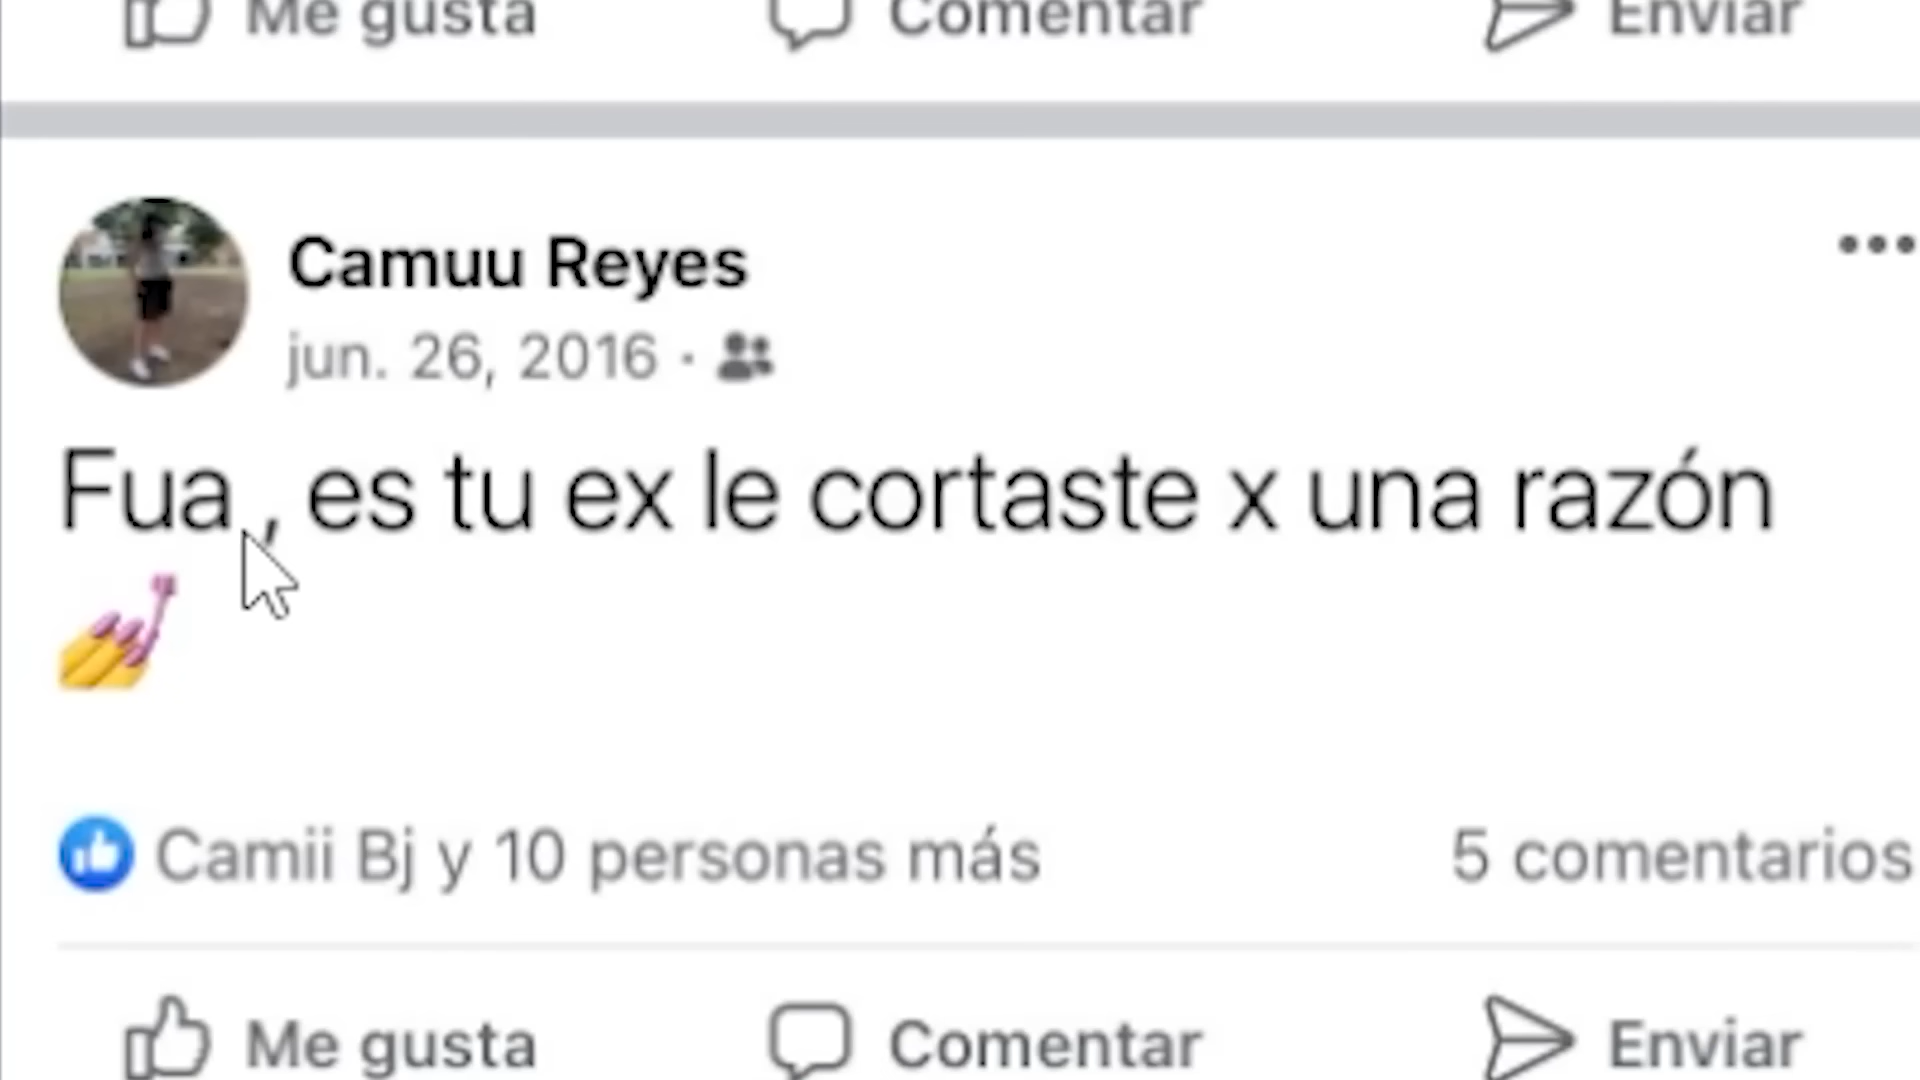 Me gusta Comentar Enviar
Camuu Reyes
jun. 26, 2016 ·
Fua , es tu ex le cortaste x una razón
💅
Camii Bj y 10 personas más 5 comentarios
Me gusta Comentar Enviar